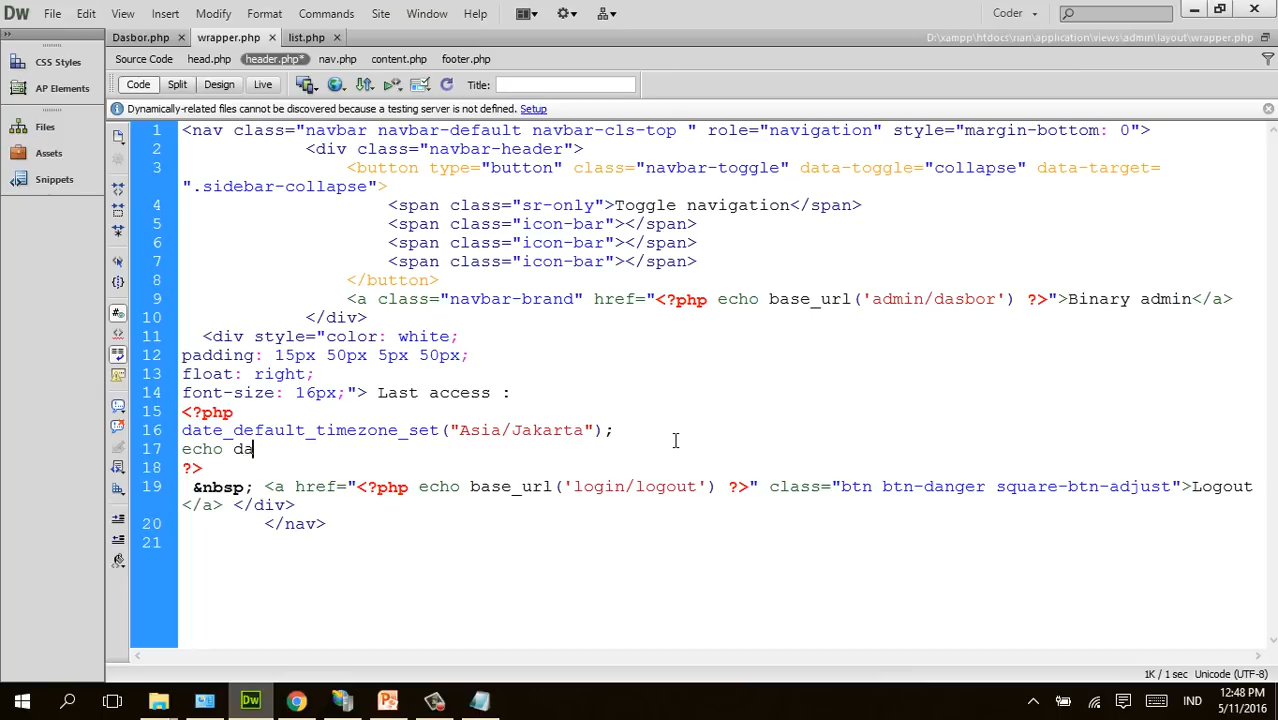 Dw File Edit View Insert Modify Format Commands Site Window Help Coder
Dasbor.php wrapper.php list.php D:\xampp\htdocs\rian\application\views\admin\layout\wrapper.php
Source Code head.php header.php* nav.php content.php footer.php
Code Split Design Live Title:
Dynamically-related files cannot be discovered because a testing server is not defined. Setup
CSS Styles
AP Elements
Files
Assets
Snippets
1 <nav class="navbar navbar-default navbar-cls-top " role="navigation" style="margin-bottom: 0">
2 <div class="navbar-header">
3 <button type="button" class="navbar-toggle" data-toggle="collapse" data-target=
".sidebar-collapse">
4 <span class="sr-only">Toggle navigation</span>
5 <span class="icon-bar"></span>
6 <span class="icon-bar"></span>
7 <span class="icon-bar"></span>
8 </button>
9 <a class="navbar-brand" href="<?php echo base_url('admin/dasbor') ?>">Binary admin</a>
10 </div>
11 <div style="color: white;
12 padding: 15px 50px 5px 50px;
13 float: right;
14 font-size: 16px;"> Last access :
15 <?php
16 date_default_timezone_set("Asia/Jakarta");
17 echo da
18 ?>
19 &nbsp; <a href="<?php echo base_url('login/logout') ?>" class="btn btn-danger square-btn-adjust">Logout
</a> </div>
20 </nav>
21
1K / 1 sec Unicode (UTF-8)
Dw IND 12:48 PM
5/11/2016